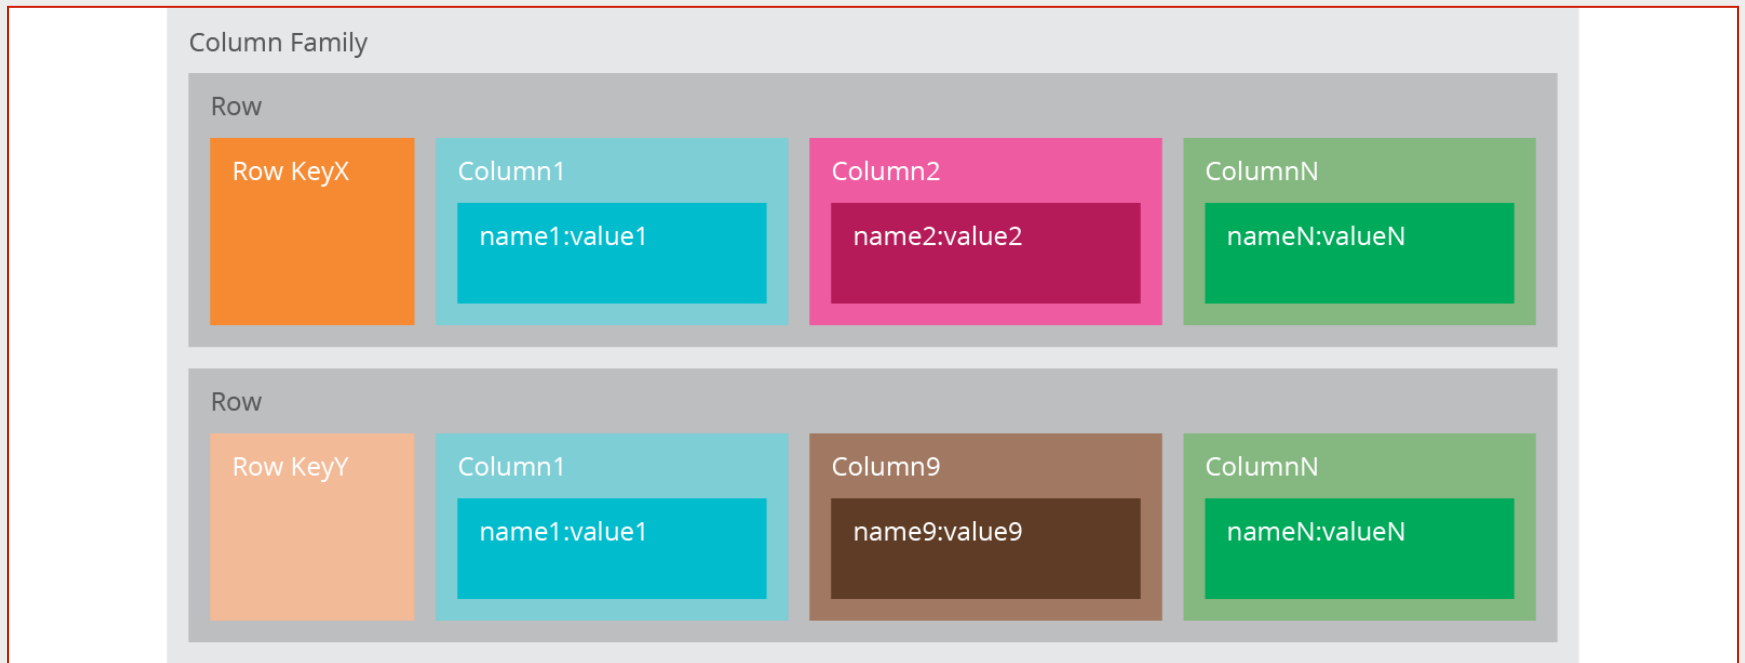 Column Family
Row
Row KeyX
Column1
name1:value1
Column2
name2:value2
ColumnN
nameN:valueN
Row
Row KeyY
Column1
name1:value1
Column9
name9:value9
ColumnN
nameN:valueN